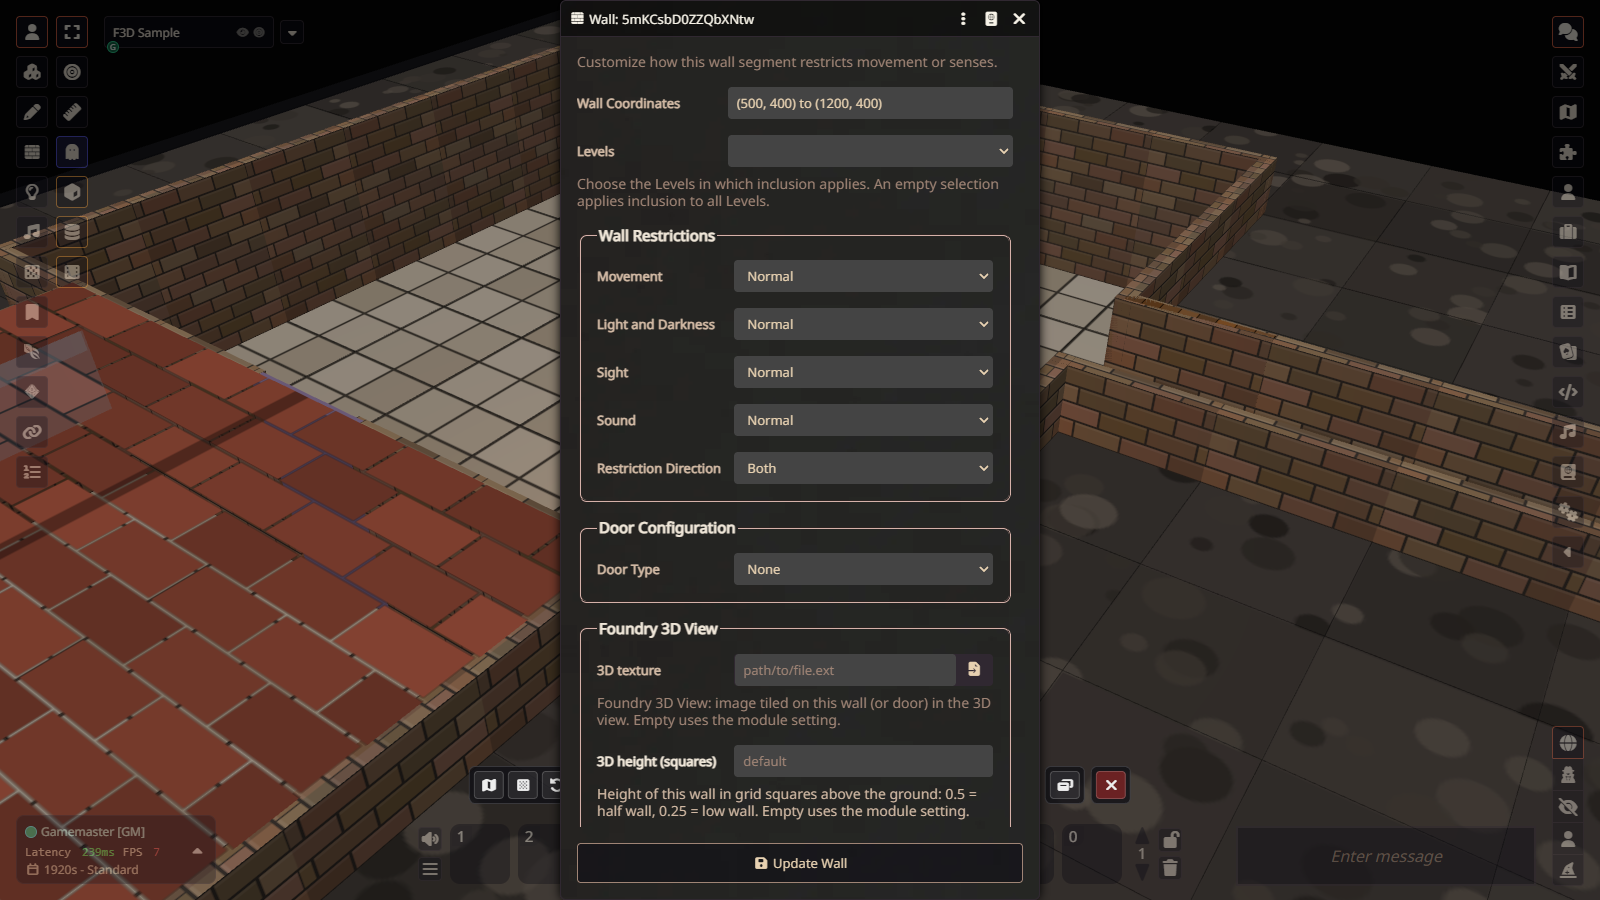 Wall: 5mKCsbD0ZZQbXNtw
F3D Sample
G
Customize how this wall segment restricts movement or senses.
Wall Coordinates
(500, 400) to (1200, 400)
Levels
Choose the Levels in which inclusion applies. An empty selection
applies inclusion to all Levels.
Wall Restrictions
Movement
Normal
Light and Darkness
Normal
Sight
Normal
Sound
Normal
Restriction Direction
Both
Door Configuration
Door Type
None
Foundry 3D View
3D texture
path/to/file.ext
Foundry 3D View: image tiled on this wall (or door) in the 3D
view. Empty uses the module setting.
3D height (squares)
default
Height of this wall in grid squares above the ground: 0.5 =
half wall, 0.25 = low wall. Empty uses the module setting.
Update Wall
Gamemaster [GM]
Latency 239ms FPS 7
1920s - Standard
1
2
0
1
Enter message